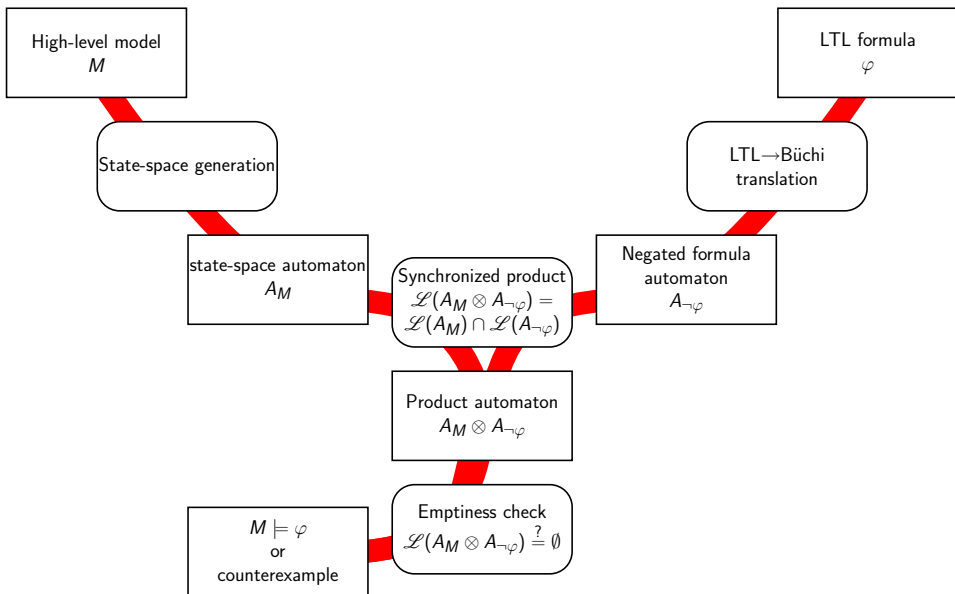 High-level model
M
LTL formula
φ
State-space generation
LTL→Büchi
translation
state-space automaton
A_M
Synchronized product
ℒ(A_M ⊗ A_¬φ) =
ℒ(A_M) ∩ ℒ(A_¬φ)
Negated formula
automaton
A_¬φ
Product automaton
A_M ⊗ A_¬φ
Emptiness check
ℒ(A_M ⊗ A_¬φ) ≟ ∅
M ⊨ φ
or
counterexample